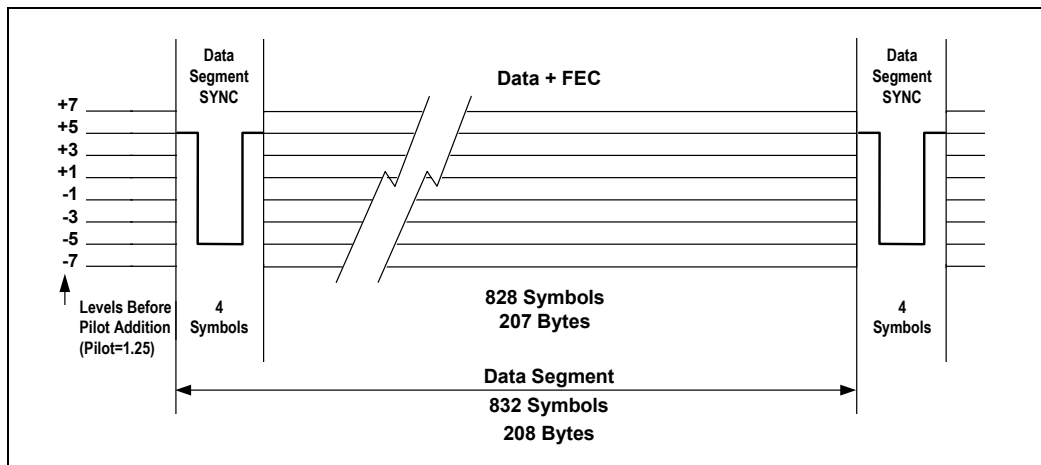 Data
Segment
SYNC
Data + FEC
Data
Segment
SYNC
+7
+5
+3
+1
-1
-3
-5
-7
Levels Before
Pilot Addition
(Pilot=1.25)
4
Symbols
828 Symbols
207 Bytes
4
Symbols
Data Segment
832 Symbols
208 Bytes